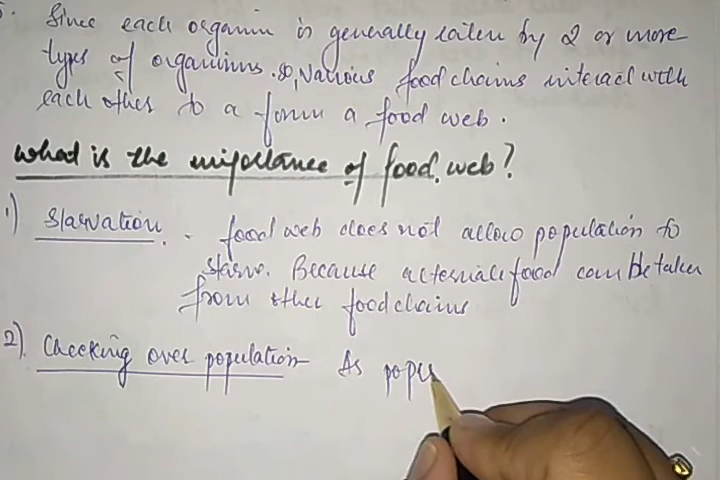 Since each organism is generally eaten by 2 or more
types of organisms. so, various food chains interact with
each other to a form a food web.
What is the importance of food web?
1) Starvation. - food web does not allow population to
starve. Because alternate food can be taken
from other food chains
2). Checking over population As popu